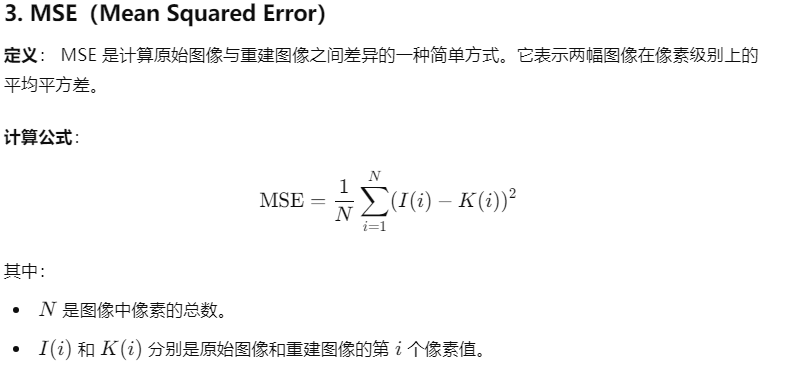 3. MSE（Mean Squared Error）
定义： MSE 是计算原始图像与重建图像之间差异的一种简单方式。它表示两幅图像在像素级别上的
平均平方差。
计算公式：
MSE = \frac{1}{N} \sum_{i=1}^{N} (I(i) − K(i))^2
其中：
• N 是图像中像素的总数。
• I(i) 和 K(i) 分别是原始图像和重建图像的第 i 个像素值。